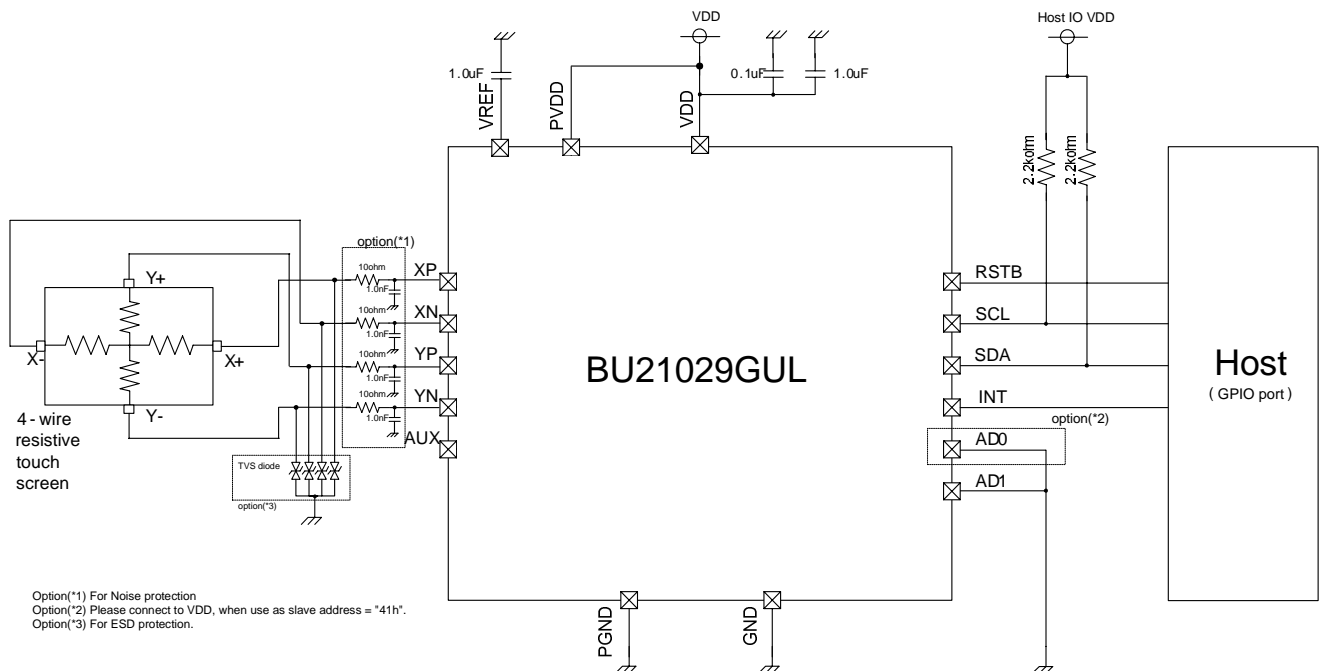 VDD
Host IO VDD
1.0uF
0.1uF
1.0uF
VREF
PVDD
VDD
2.2kohm
2.2kohm
option(*1)
10ohm
1.0nF
XP
10ohm
1.0nF
XN
10ohm
1.0nF
YP
10ohm
1.0nF
YN
AUX
Y+
X-
X+
Y-
4-wire
resistive
touch
screen
TVS diode
option(*3)
BU21029GUL
RSTB
SCL
SDA
INT
option(*2)
AD0
AD1
Host
( GPIO port )
PGND
GND
Option(*1) For Noise protection
Option(*2) Please connect to VDD, when use as slave address = "41h".
Option(*3) For ESD protection.